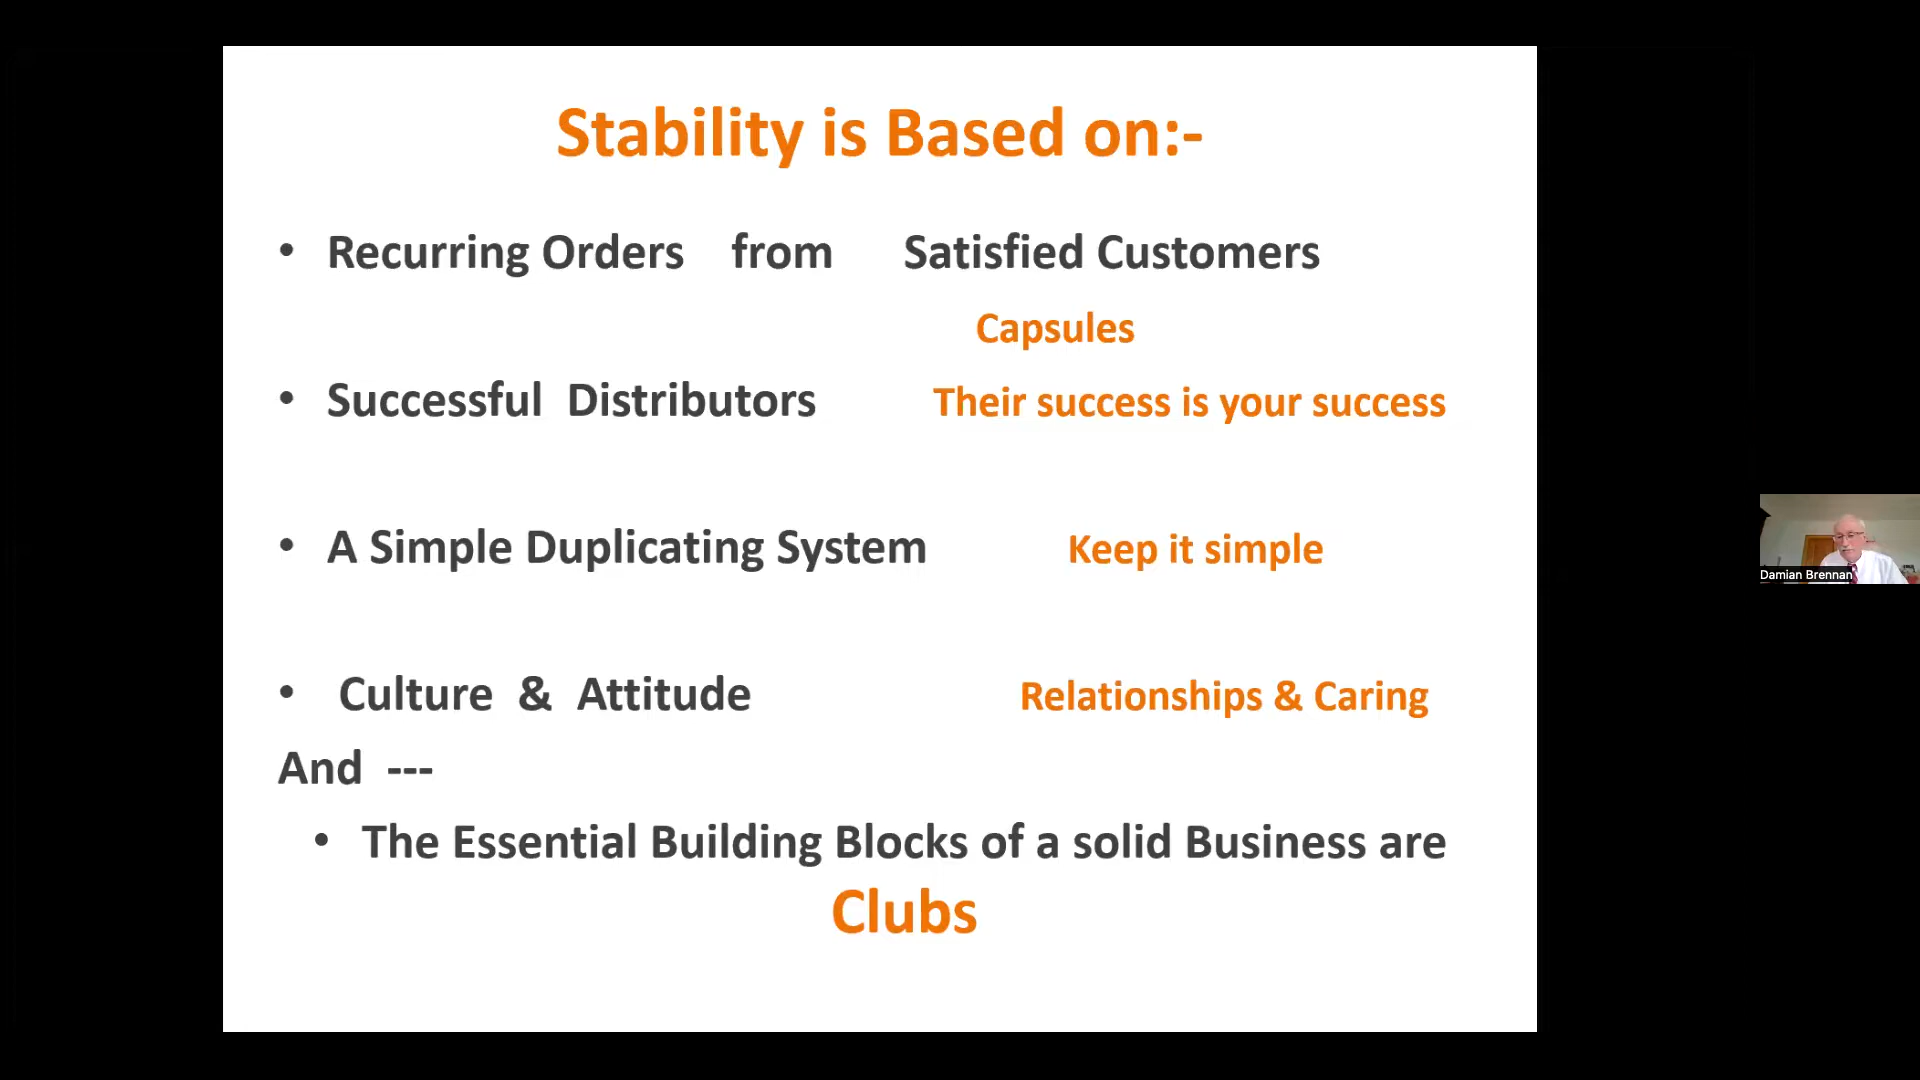 Stability is Based on:-
• Recurring Orders from Satisfied Customers
Capsules
• Successful Distributors Their success is your success
• A Simple Duplicating System Keep it simple
• Culture & Attitude Relationships & Caring
And ---
• The Essential Building Blocks of a solid Business are
Clubs
Damian Brennan